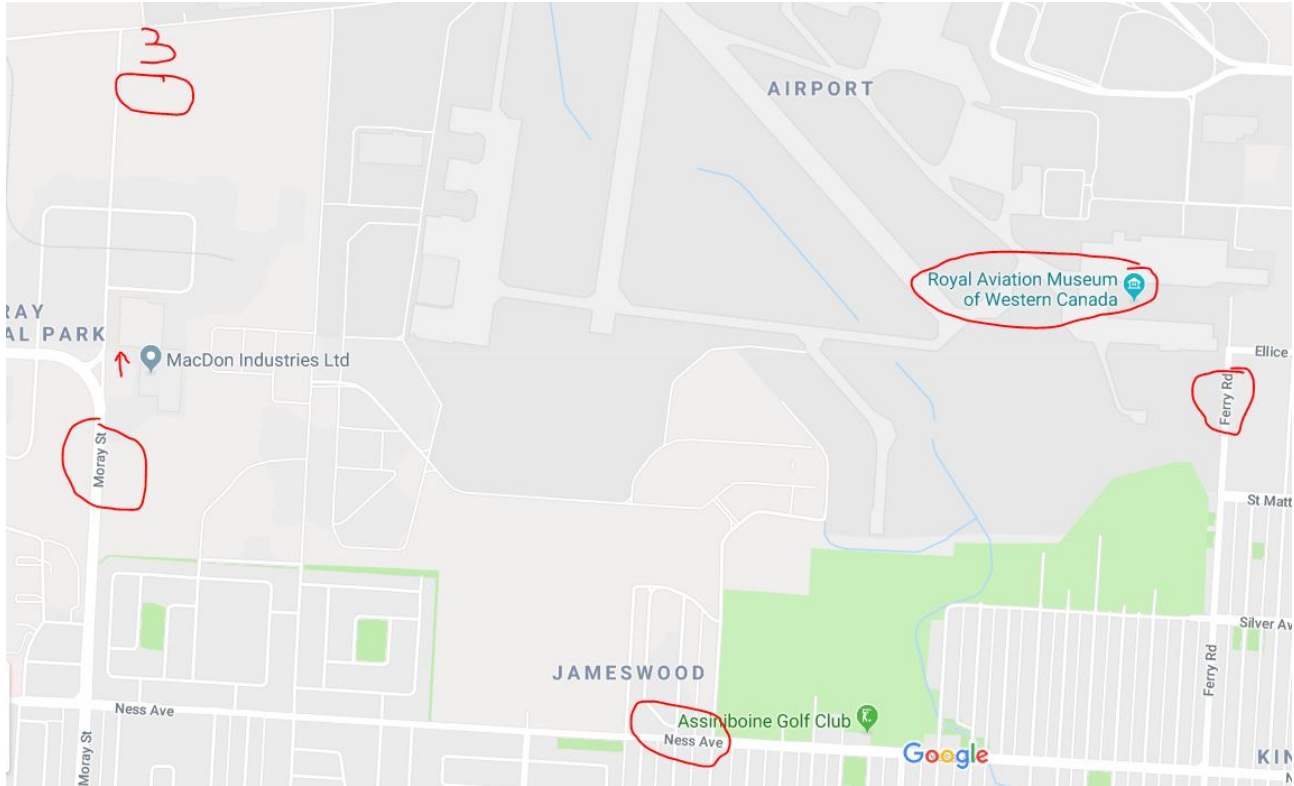 3
AIRPORT
Royal Aviation Museum
of Western Canada
RAY
AL PARK
MacDon Industries Ltd
Ellice
Ferry Rd
Moray St
St Matt
Silver Av
Ferry Rd
JAMESWOOD
Ness Ave
Assiniboine Golf Club
Ness Ave
Moray St
Google
KIN
N